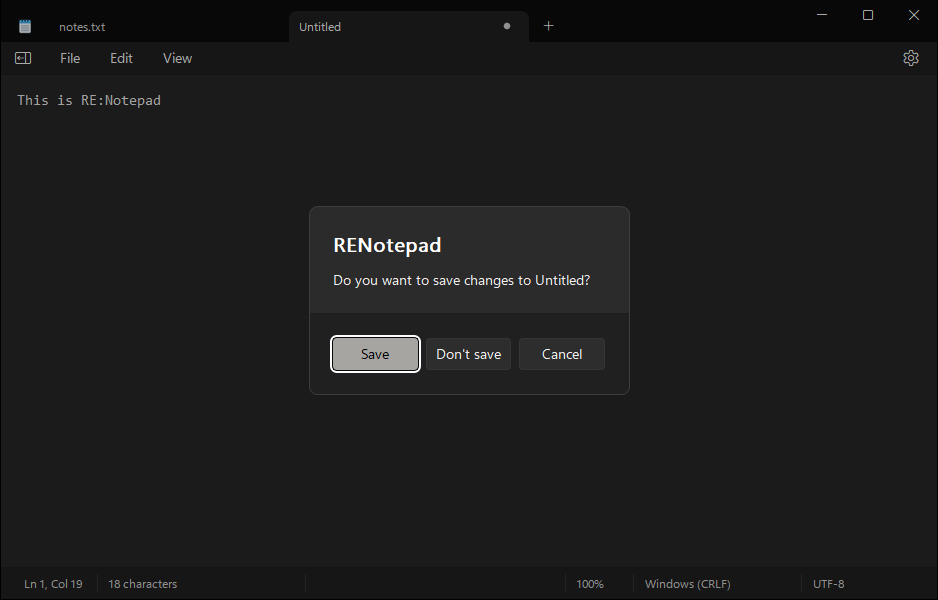 notes.txt
Untitled
File Edit View
This is RE:Notepad
RENotepad
Do you want to save changes to Untitled?
Save Don't save Cancel
Ln 1, Col 19 18 characters 100% Windows (CRLF) UTF-8